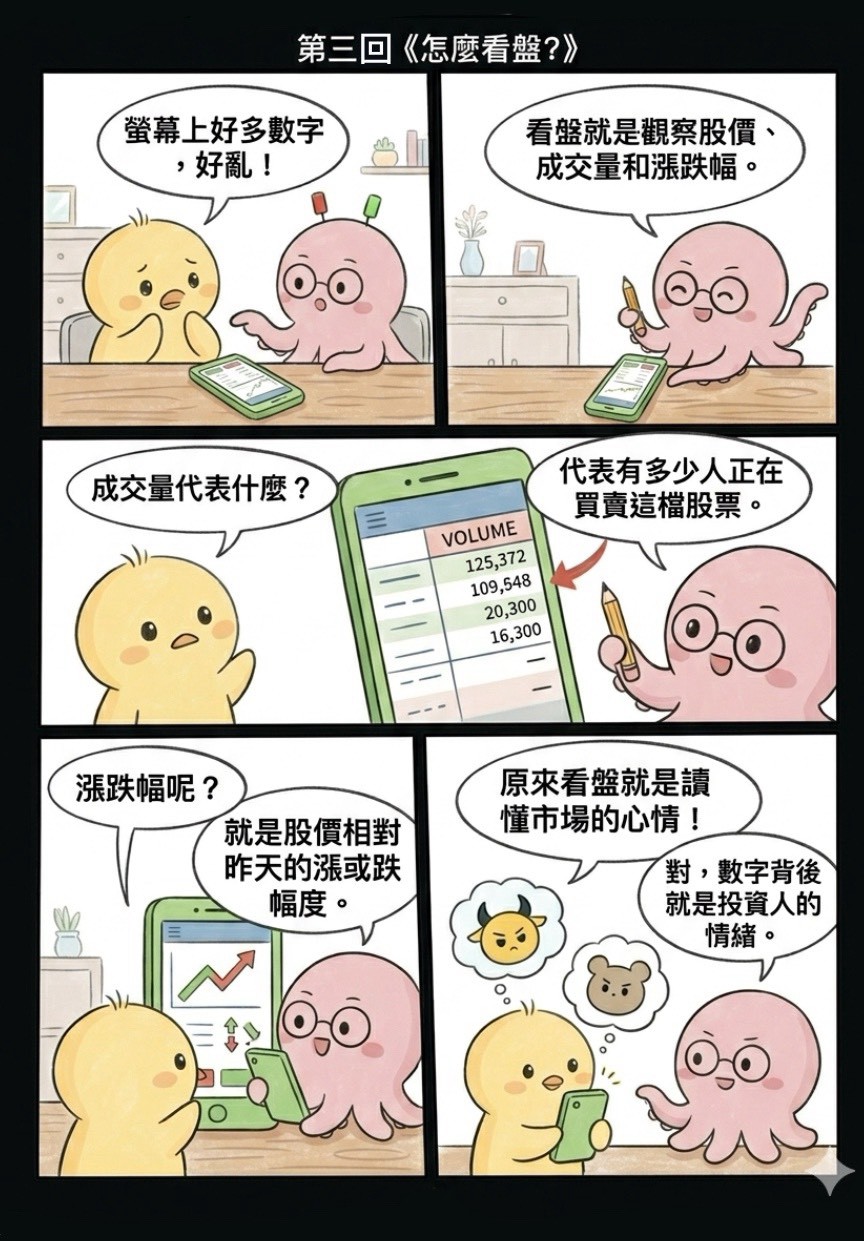 第三回《怎麼看盤?》
螢幕上好多數字
，好亂！
看盤就是觀察股價、
成交量和漲跌幅。
成交量代表什麼？
代表有多少人正在
買賣這檔股票。
VOLUME
125,372
109,548
20,300
16,300
漲跌幅呢？
就是股價相對
昨天的漲或跌
幅度。
原來看盤就是讀
懂市場的心情！
對，數字背後
就是投資人的
情緒。